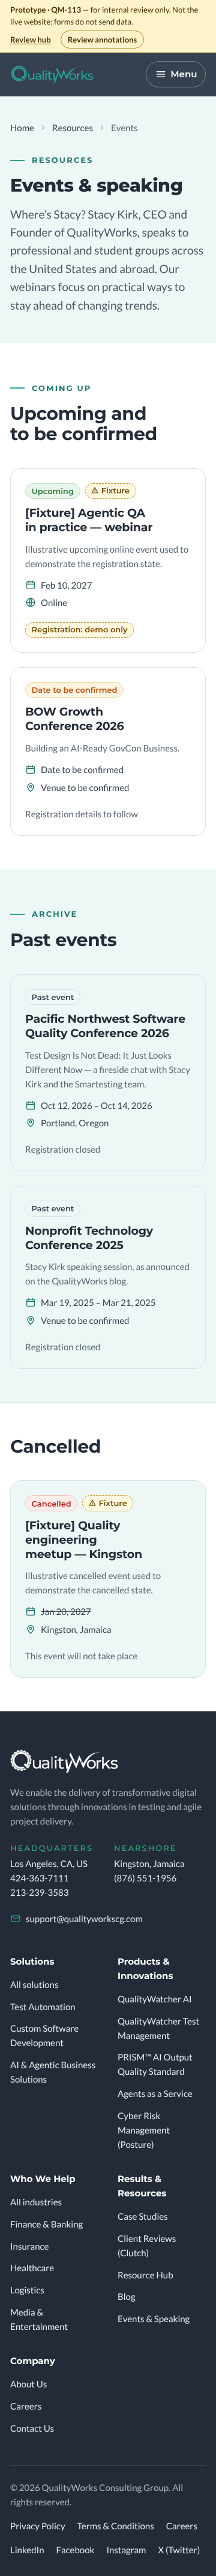 Prototype · QM-113 — for internal review only. Not the
live website; forms do not send data.
Review hub Review annotations
QualityWorks
Menu
Home > Resources > Events
RESOURCES
Events & speaking
Where's Stacy? Stacy Kirk, CEO and
Founder of QualityWorks, speaks to
professional and student groups across
the United States and abroad. Our
webinars focus on practical ways to
stay ahead of changing trends.
COMING UP
Upcoming and
to be confirmed
Upcoming ⚠ Fixture
[Fixture] Agentic QA
in practice — webinar
Illustrative upcoming online event used to
demonstrate the registration state.
Feb 10, 2027
Online
Registration: demo only
Date to be confirmed
BOW Growth
Conference 2026
Building an AI-Ready GovCon Business.
Date to be confirmed
Venue to be confirmed
Registration details to follow
ARCHIVE
Past events
Past event
Pacific Northwest Software
Quality Conference 2026
Test Design Is Not Dead: It Just Looks
Different Now — a fireside chat with Stacy
Kirk and the Smartesting team.
Oct 12, 2026 – Oct 14, 2026
Portland, Oregon
Registration closed
Past event
Nonprofit Technology
Conference 2025
Stacy Kirk speaking session, as announced
on the QualityWorks blog.
Mar 19, 2025 – Mar 21, 2025
Venue to be confirmed
Registration closed
Cancelled
Cancelled ⚠ Fixture
[Fixture] Quality
engineering
meetup — Kingston
Illustrative cancelled event used to
demonstrate the cancelled state.
Jan 20, 2027
Kingston, Jamaica
This event will not take place
QualityWorks
We enable the delivery of transformative digital
solutions through innovations in testing and agile
project delivery.
HEADQUARTERS
Los Angeles, CA, US
424-363-7111
213-239-3583
NEARSHORE
Kingston, Jamaica
(876) 551-1956
support@qualityworkscg.com
Solutions
All solutions
Test Automation
Custom Software
Development
AI & Agentic Business
Solutions
Products &
Innovations
QualityWatcher AI
QualityWatcher Test
Management
PRISM™ AI Output
Quality Standard
Agents as a Service
Cyber Risk
Management
(Posture)
Who We Help
All industries
Finance & Banking
Insurance
Healthcare
Logistics
Media &
Entertainment
Results &
Resources
Case Studies
Client Reviews
(Clutch)
Resource Hub
Blog
Events & Speaking
Company
About Us
Careers
Contact Us
© 2026 QualityWorks Consulting Group. All
rights reserved.
Privacy Policy Terms & Conditions Careers
LinkedIn Facebook Instagram X (Twitter)